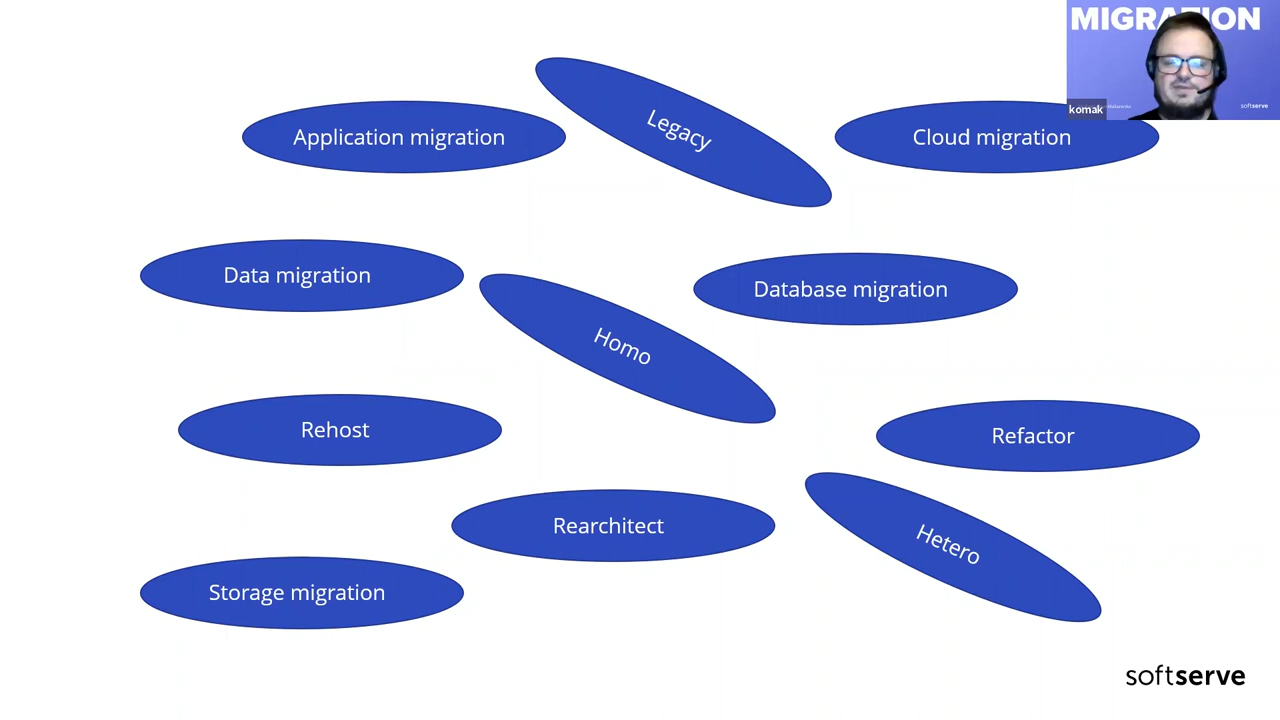 MIGRATION
komak
softserve
Application migration
Legacy
Cloud migration
Data migration
Database migration
Homo
Rehost
Refactor
Rearchitect
Hetero
Storage migration
softserve